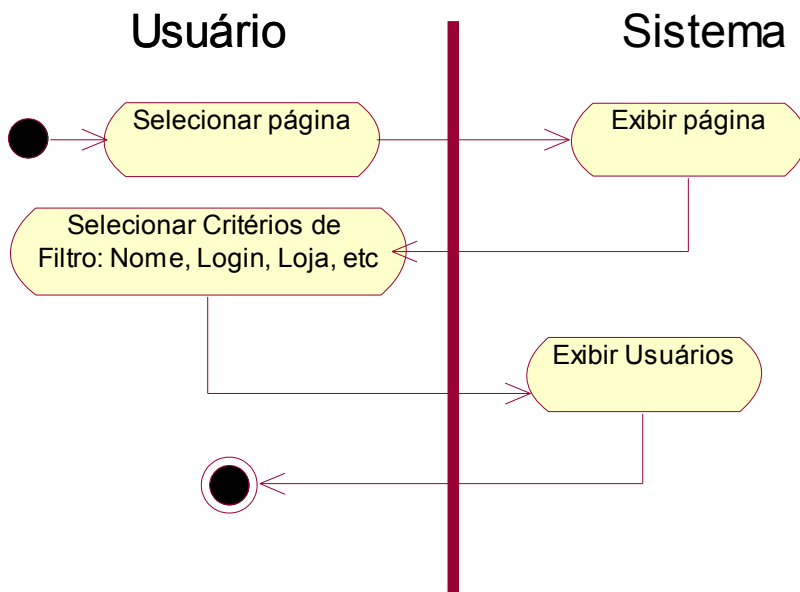 Usuário
Sistema
Selecionar página
Exibir página
Selecionar Critérios de
Filtro: Nome, Login, Loja, etc
Exibir Usuários